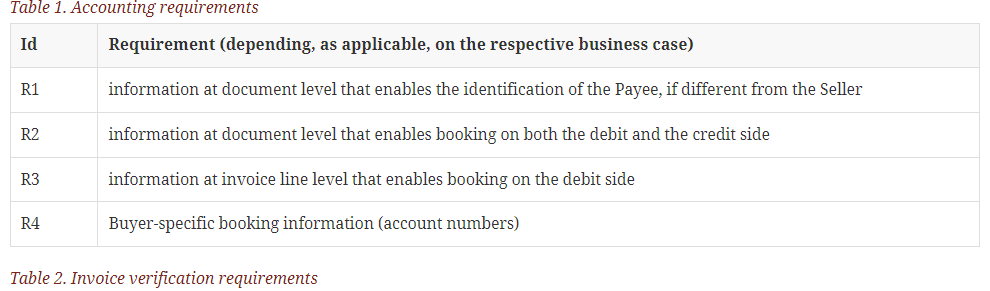 Table 1. Accounting requirements
Id Requirement (depending, as applicable, on the respective business case)
R1 information at document level that enables the identification of the Payee, if different from the Seller
R2 information at document level that enables booking on both the debit and the credit side
R3 information at invoice line level that enables booking on the debit side
R4 Buyer-specific booking information (account numbers)
Table 2. Invoice verification requirements